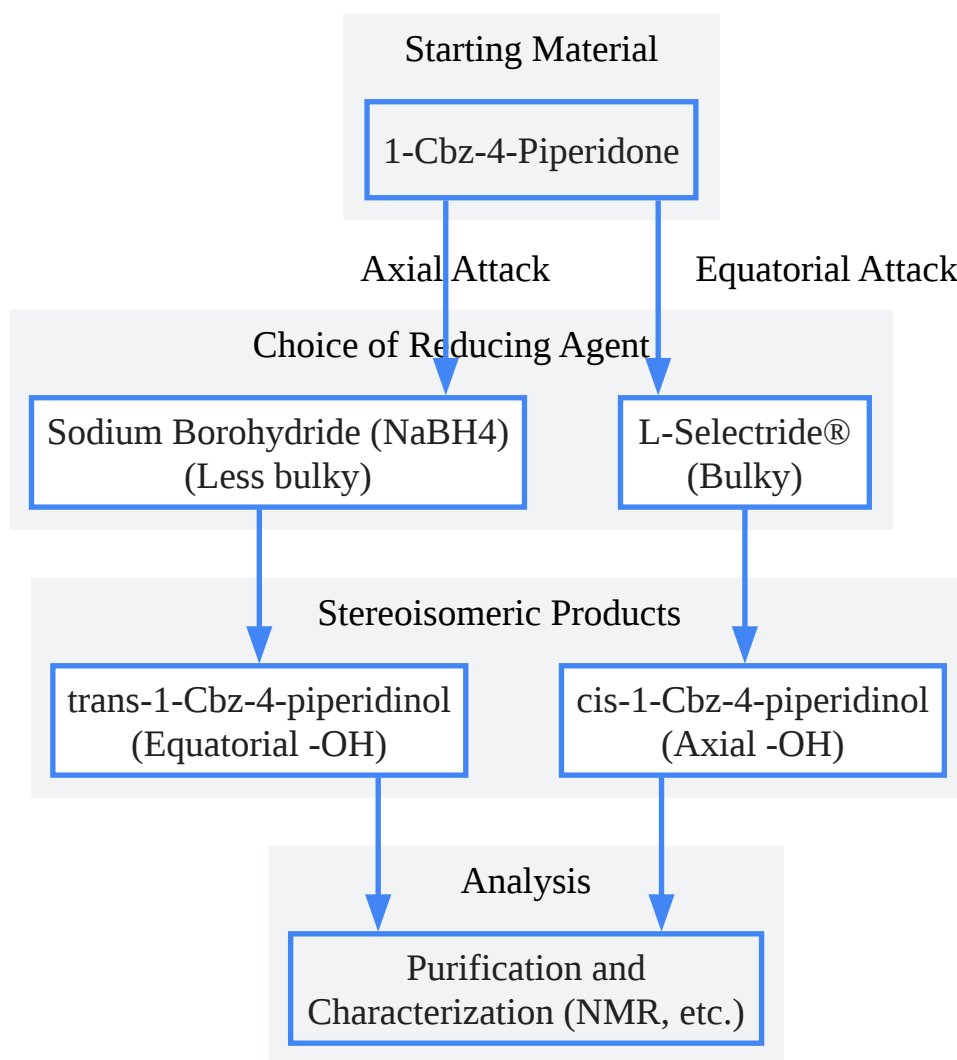 Starting Material
1-Cbz-4-Piperidone
Axial Attack
Equatorial Attack
Choice of Reducing Agent
Sodium Borohydride (NaBH4)
(Less bulky)
L-Selectride®
(Bulky)
Stereoisomeric Products
trans-1-Cbz-4-piperidinol
(Equatorial -OH)
cis-1-Cbz-4-piperidinol
(Axial -OH)
Analysis
Purification and
Characterization (NMR, etc.)